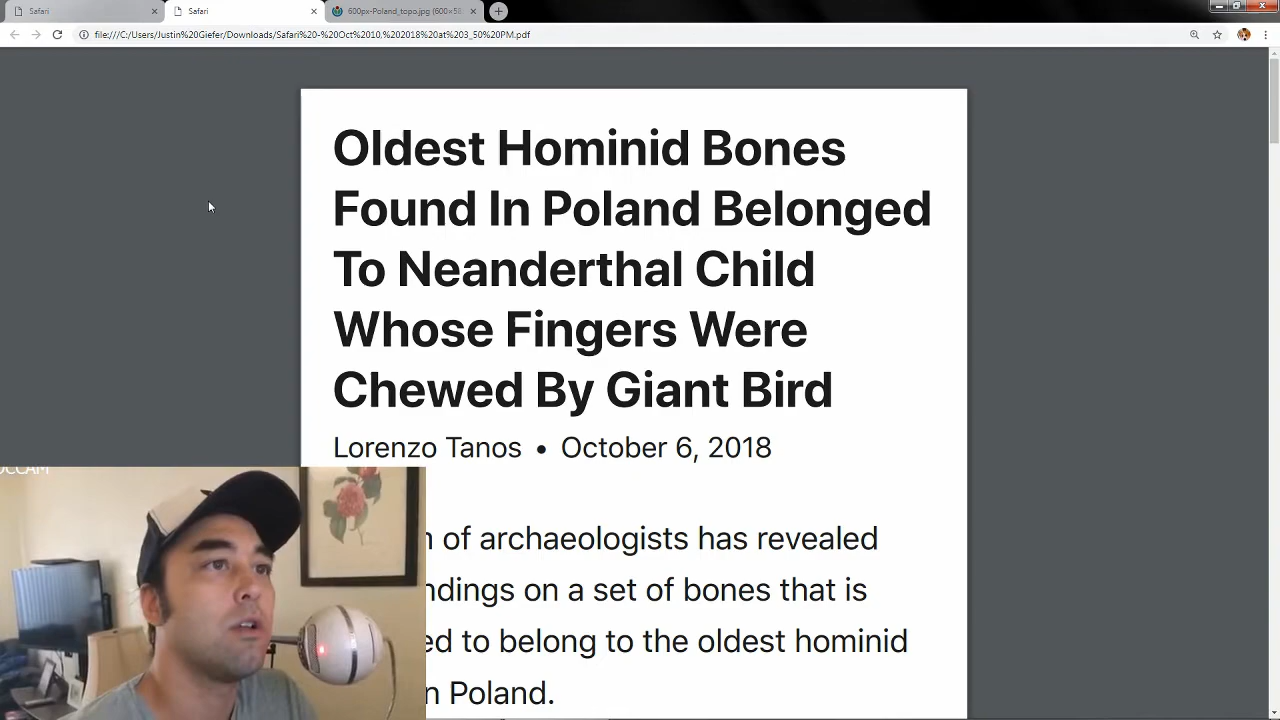 Safari
Safari
600px-Poland_topo.jpg (600×58
file:///C:/Users/Justin%20Giefer/Downloads/Safari%20-%20Oct%2010,%202018%20at%203_50%20PM.pdf
Oldest Hominid Bones
Found In Poland Belonged
To Neanderthal Child
Whose Fingers Were
Chewed By Giant Bird
Lorenzo Tanos • October 6, 2018
of archaeologists has revealed
ndings on a set of bones that is
ed to belong to the oldest hominid
n Poland.